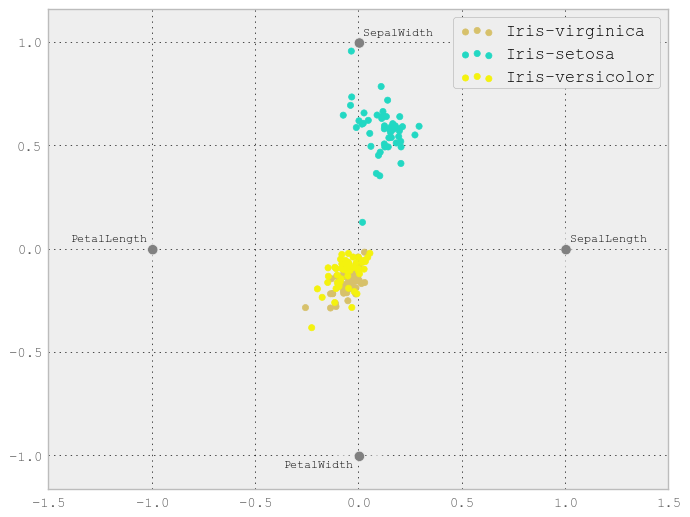 1.0
0.5
0.0
−0.5
−1.0
SepalWidth
Iris-virginica
Iris-setosa
Iris-versicolor
PetalLength
SepalLength
PetalWidth
−1.5
−1.0
−0.5
0.0
0.5
1.0
1.5